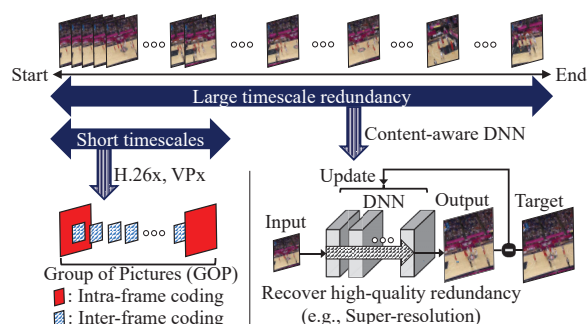 Start
End
Large timescale redundancy
Short timescales
Content-aware DNN
H.26x, VPx
Update
DNN
Output
Target
Input
Group of Pictures (GOP)
: Intra-frame coding
: Inter-frame coding
Recover high-quality redundancy
(e.g., Super-resolution)